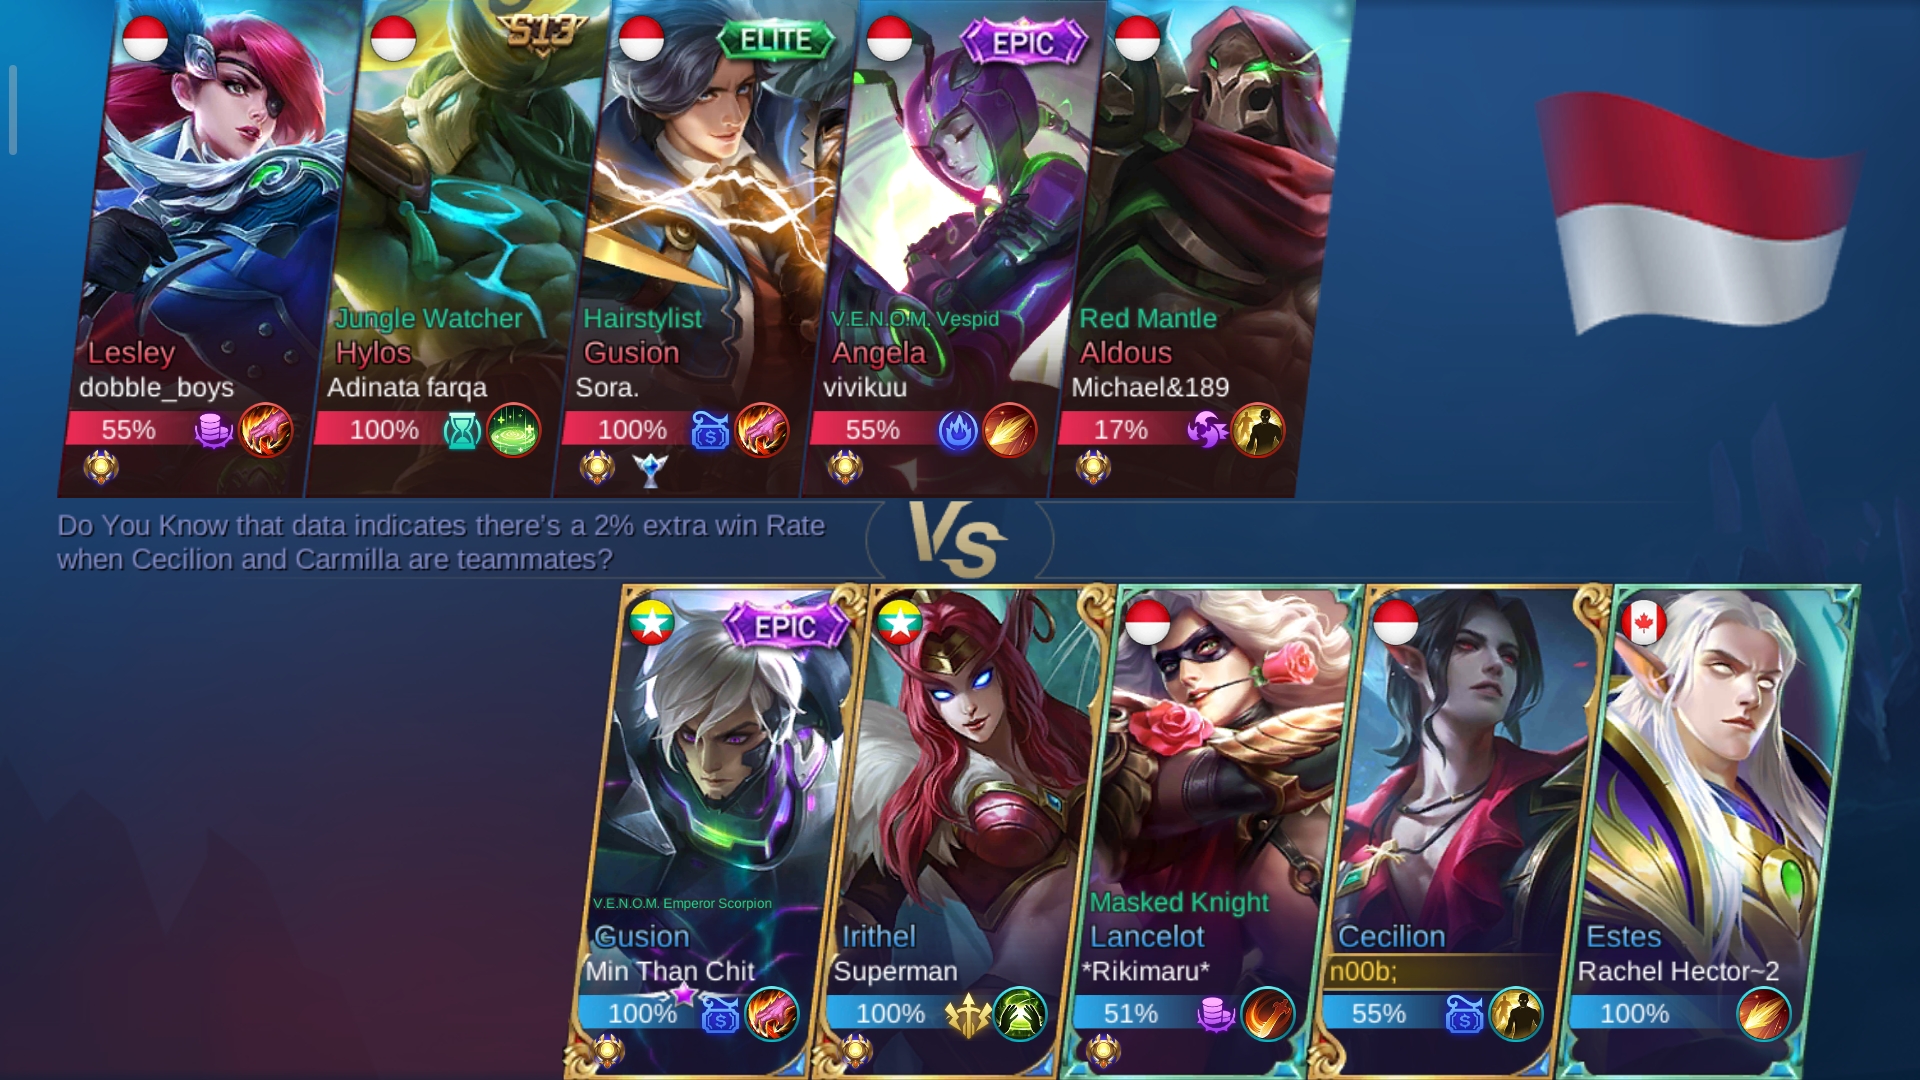 S13
ELITE
EPIC
Lesley
dobble_boys
55%
Jungle Watcher
Hylos
Adinata farqa
100%
Hairstylist
Gusion
Sora.
100%
V.E.N.O.M. Vespid
Angela
vivikuu
55%
Red Mantle
Aldous
Michael&189
17%
Do You Know that data indicates there's a 2% extra win Rate
when Cecilion and Carmilla are teammates?
VS
EPIC
V.E.N.O.M. Emperor Scorpion
Gusion
Min Than Chit
100%
Irithel
Superman
100%
Masked Knight
Lancelot
*Rikimaru*
51%
Cecilion
n00b;
55%
Estes
Rachel Hector~2
100%